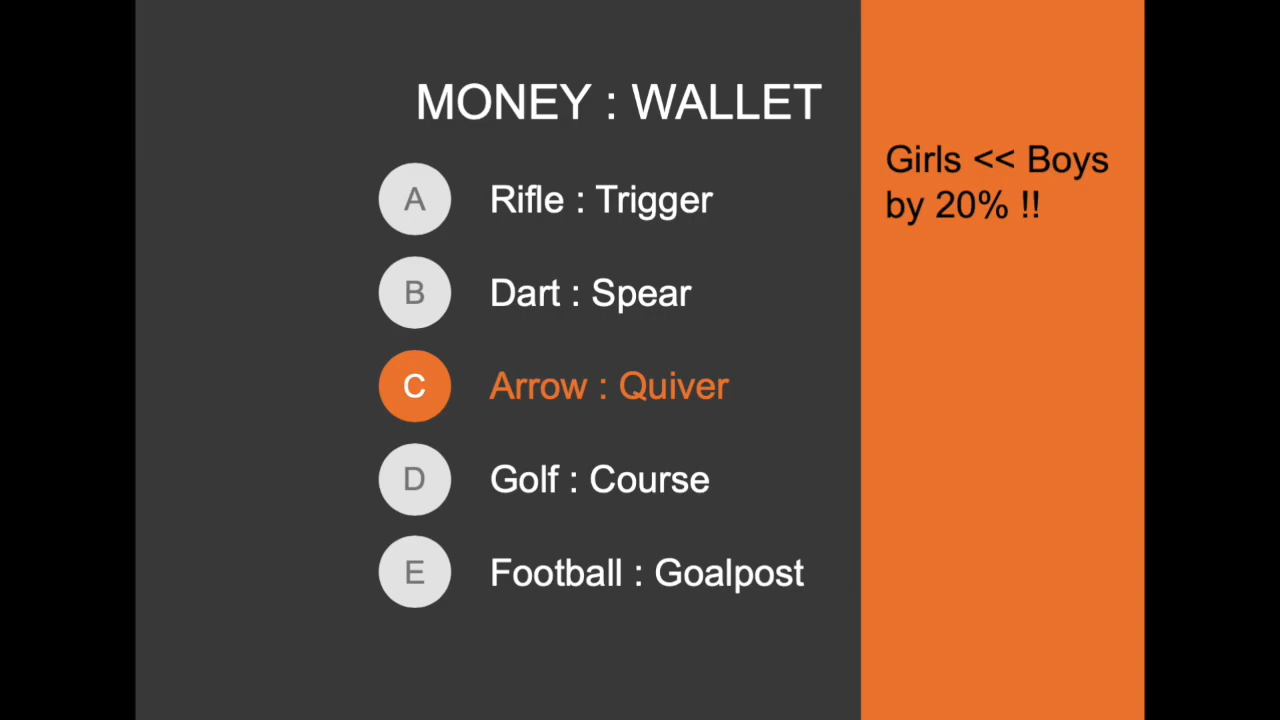 MONEY : WALLET
A Rifle : Trigger
B Dart : Spear
C Arrow : Quiver
D Golf : Course
E Football : Goalpost
Girls << Boys
by 20% !!